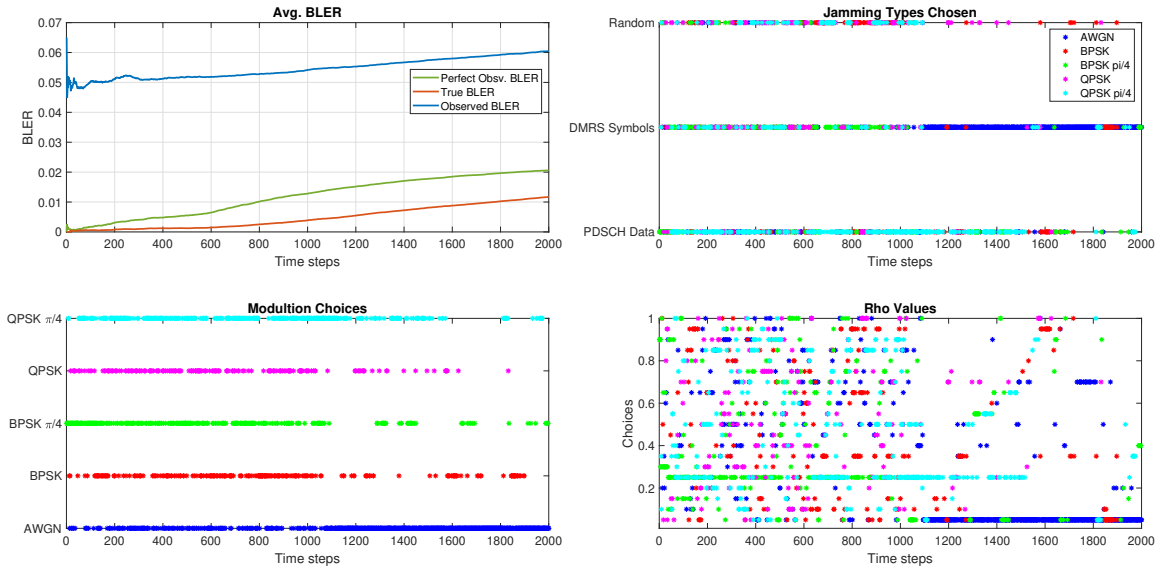 Avg. BLER
0.07
0.06
0.05
0.04
0.03
0.02
0.01
0
BLER
Perfect Obsv. BLER
True BLER
Observed BLER
0 200 400 600 800 1000 1200 1400 1600 1800 2000
Time steps
Jamming Types Chosen
Random
DMRS Symbols
PDSCH Data
AWGN
BPSK
BPSK pi/4
QPSK
QPSK pi/4
0 200 400 600 800 1000 1200 1400 1600 1800 2000
Time steps
Modultion Choices
QPSK π/4
QPSK
BPSK π/4
BPSK
AWGN
0 200 400 600 800 1000 1200 1400 1600 1800 2000
Time steps
Rho Values
1
0.8
0.6
0.4
0.2
Choices
0 200 400 600 800 1000 1200 1400 1600 1800 2000
Time steps